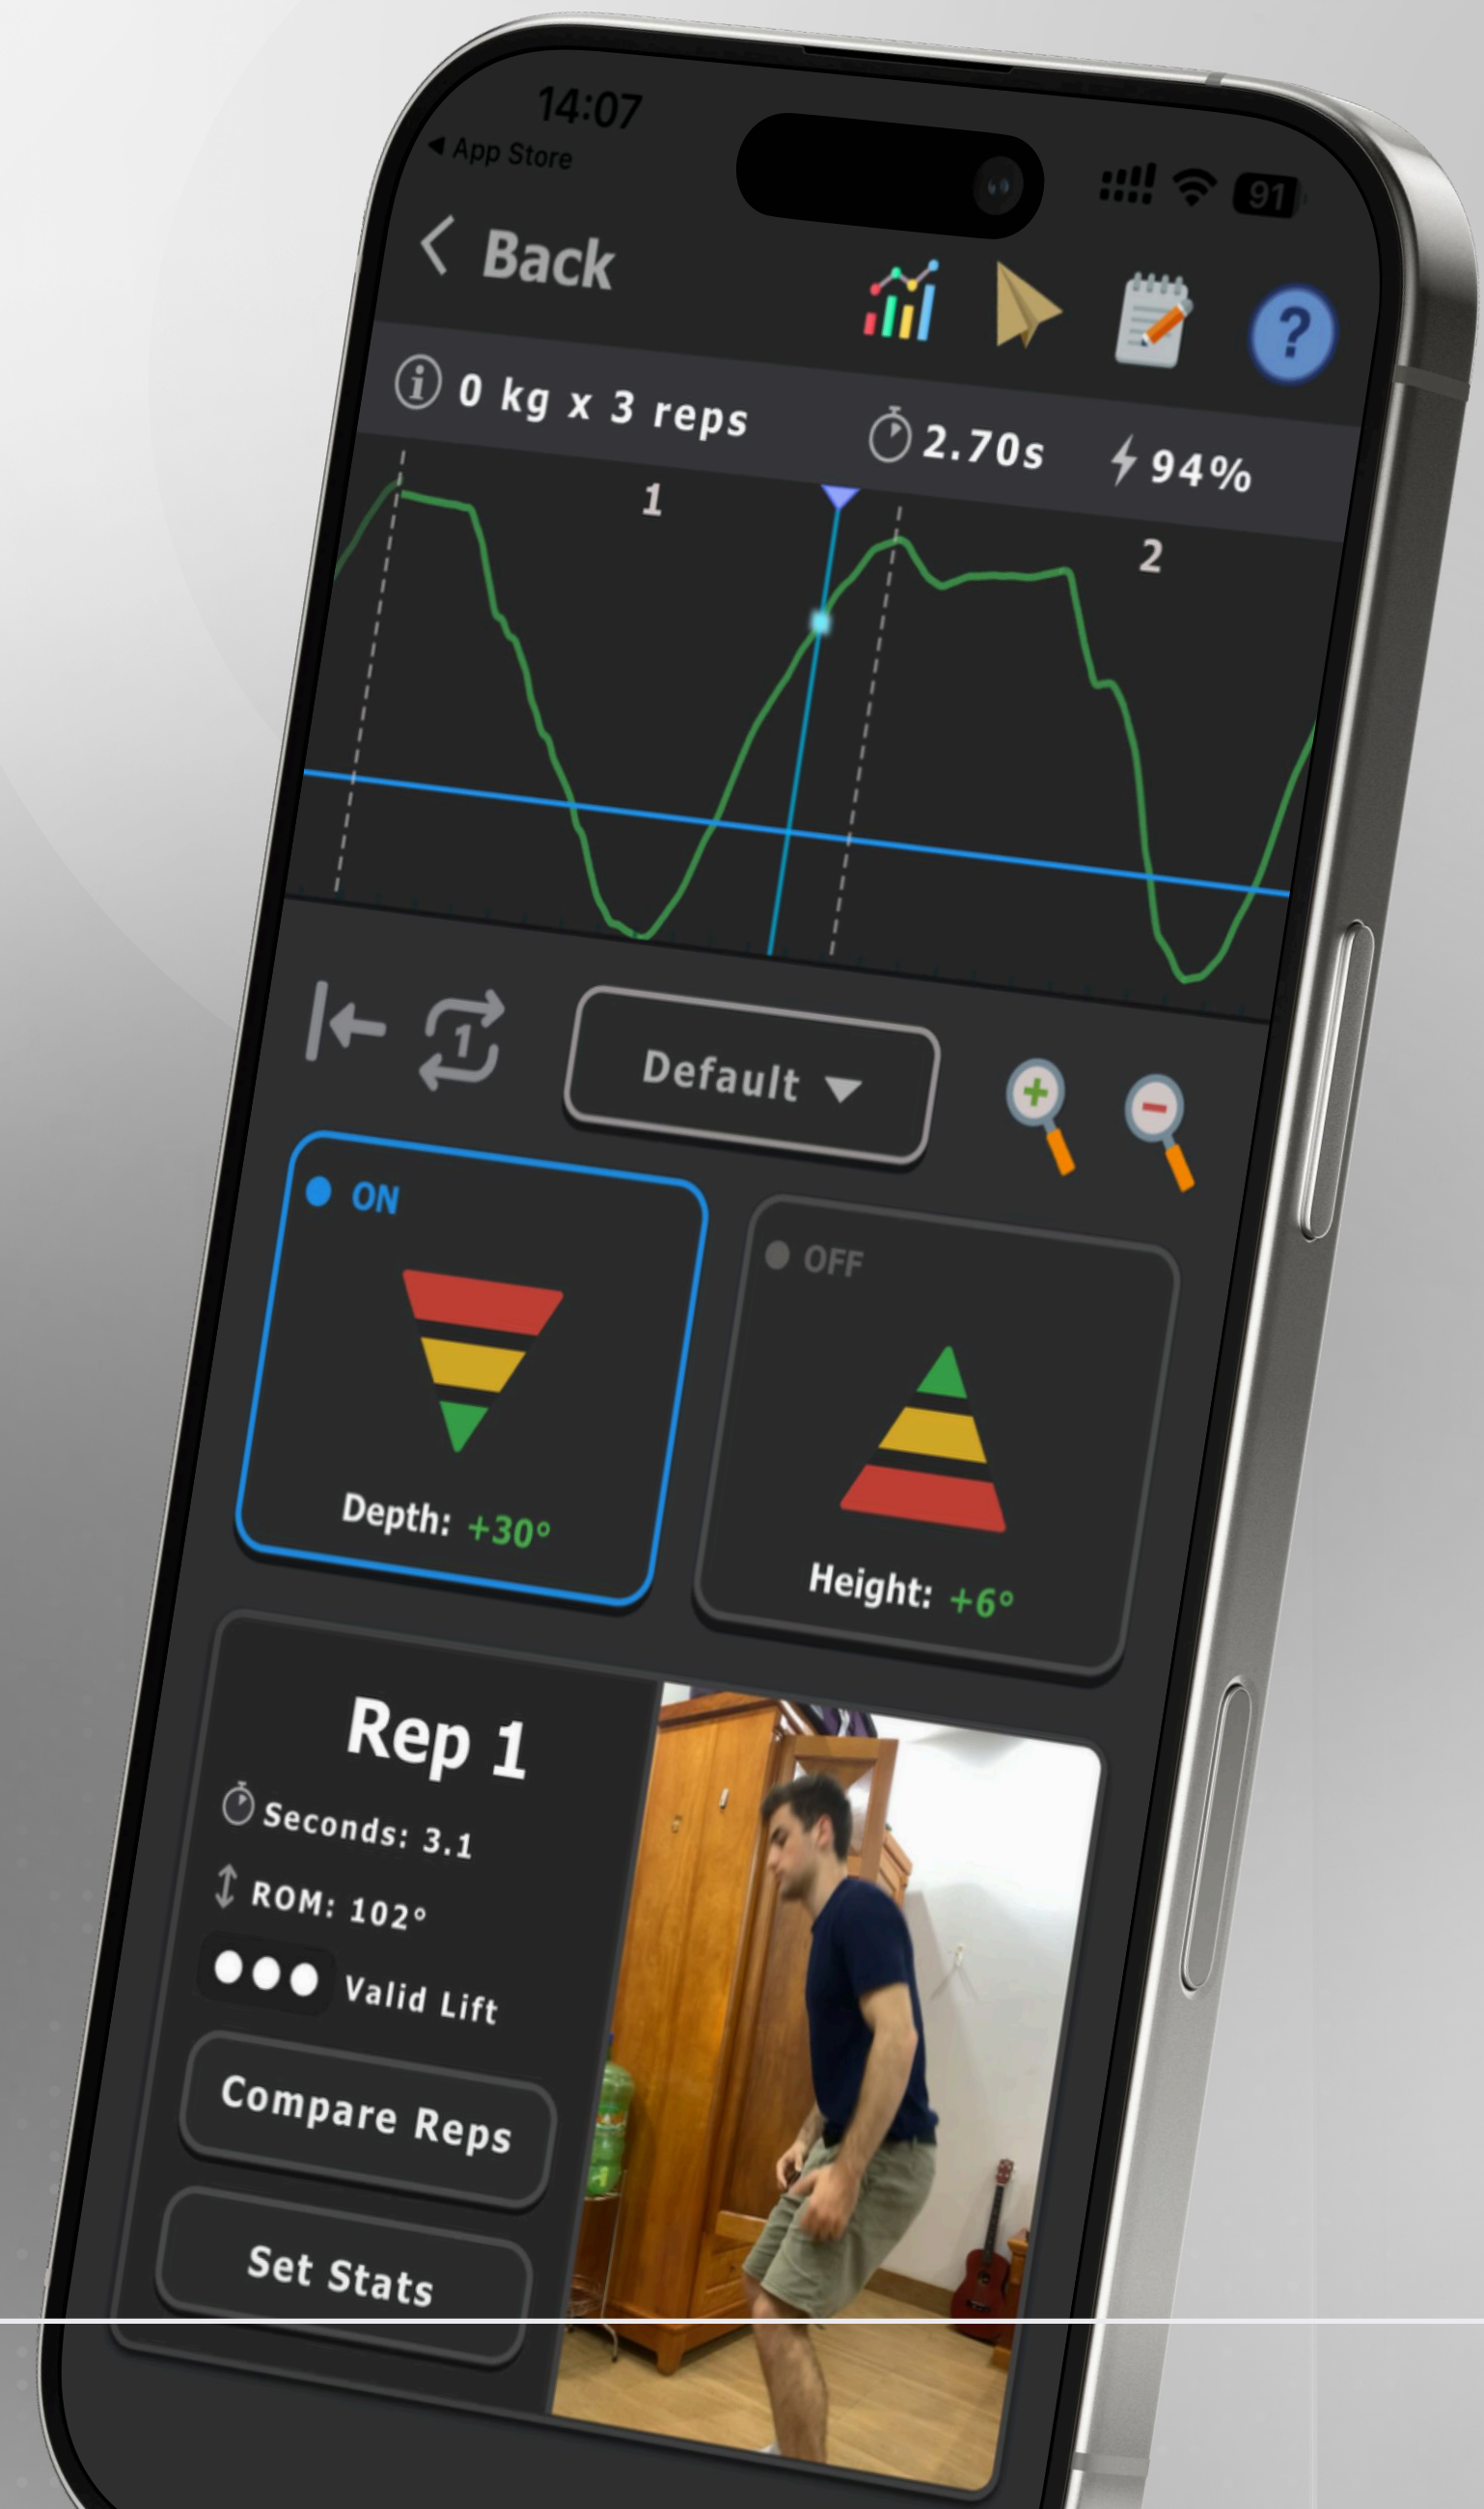 14:07
◀ App Store
91
Back
?
i 0 kg x 3 reps 2.70s 94%
1
2
1 Default ▼ + −
ON
Depth: +30°
OFF
Height: +6°
Rep 1
Seconds: 3.1
ROM: 102°
Valid Lift
Compare Reps
Set Stats